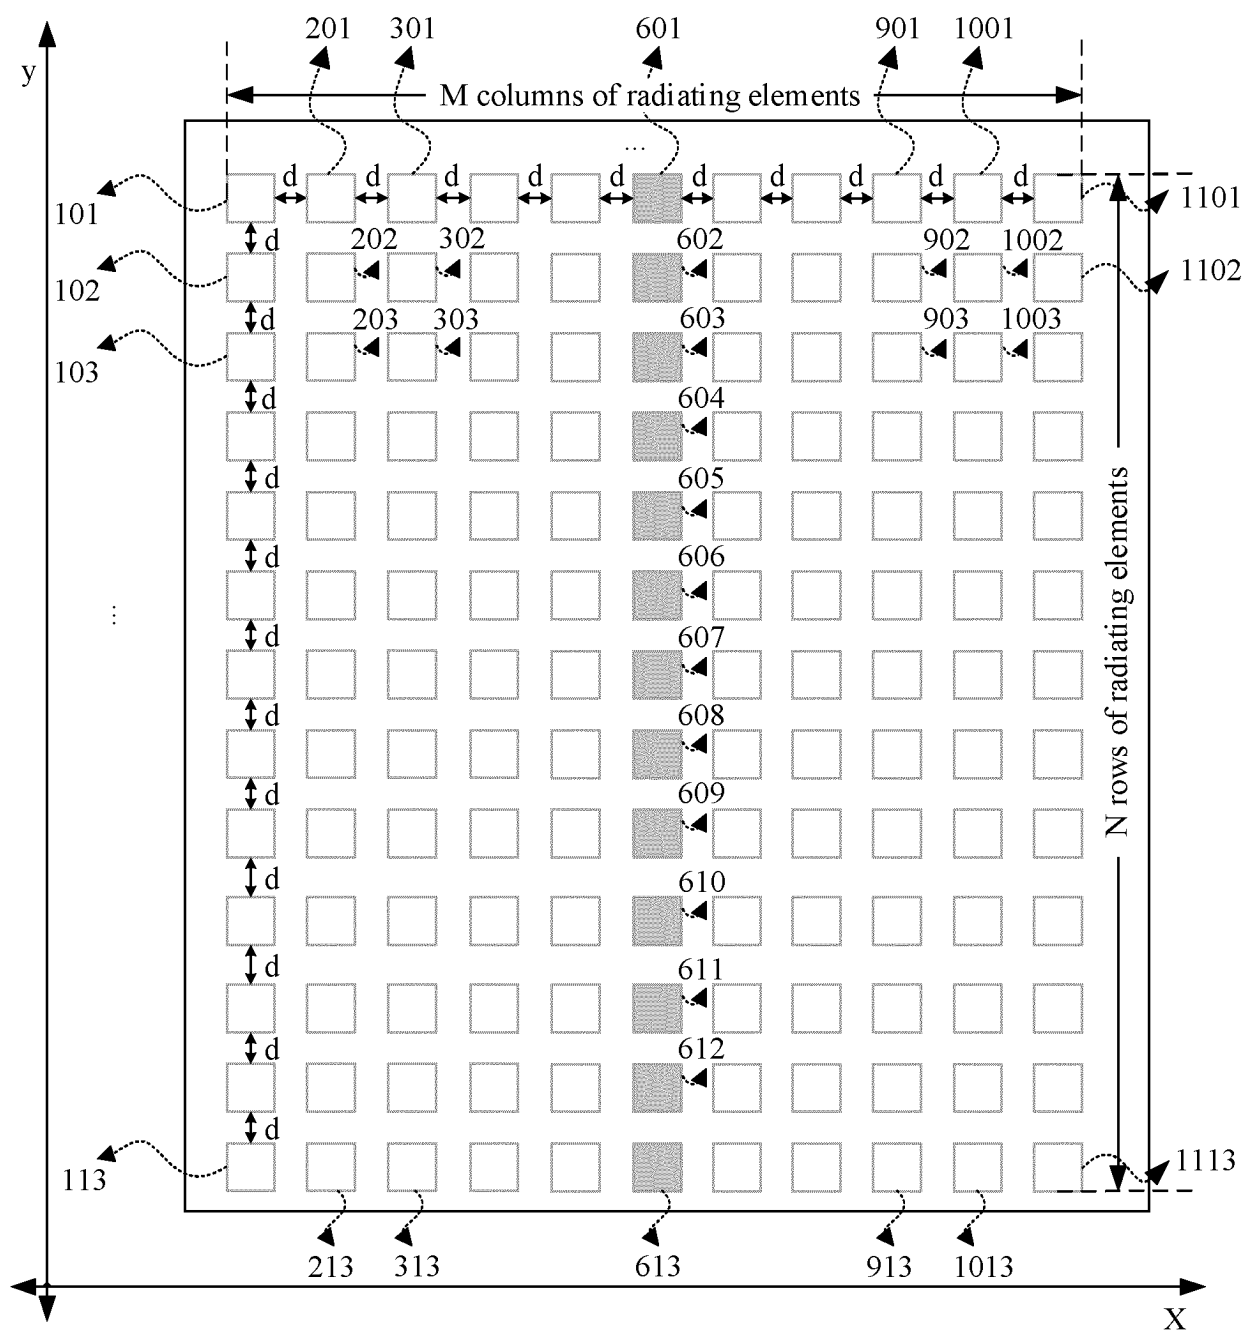 201 301 601 901 1001
y
M columns of radiating elements
...
d d d d d d d d d d
101 1101
d 202 302 602 902 1002
102 1102
d 203 303 603 903 1003
103
d 604
d 605
d 606
...
d 607
d 608
d 609
d 610
d 611
d 612
d
N rows of radiating elements
113 1113
213 313 613 913 1013
X